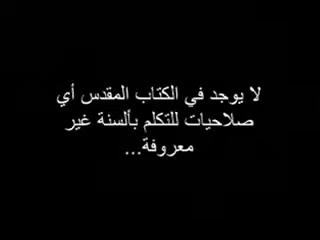 لا يوجد في الكتاب المقدس أي
صلاحيات للتكلم بألسنة غير
معروفة...